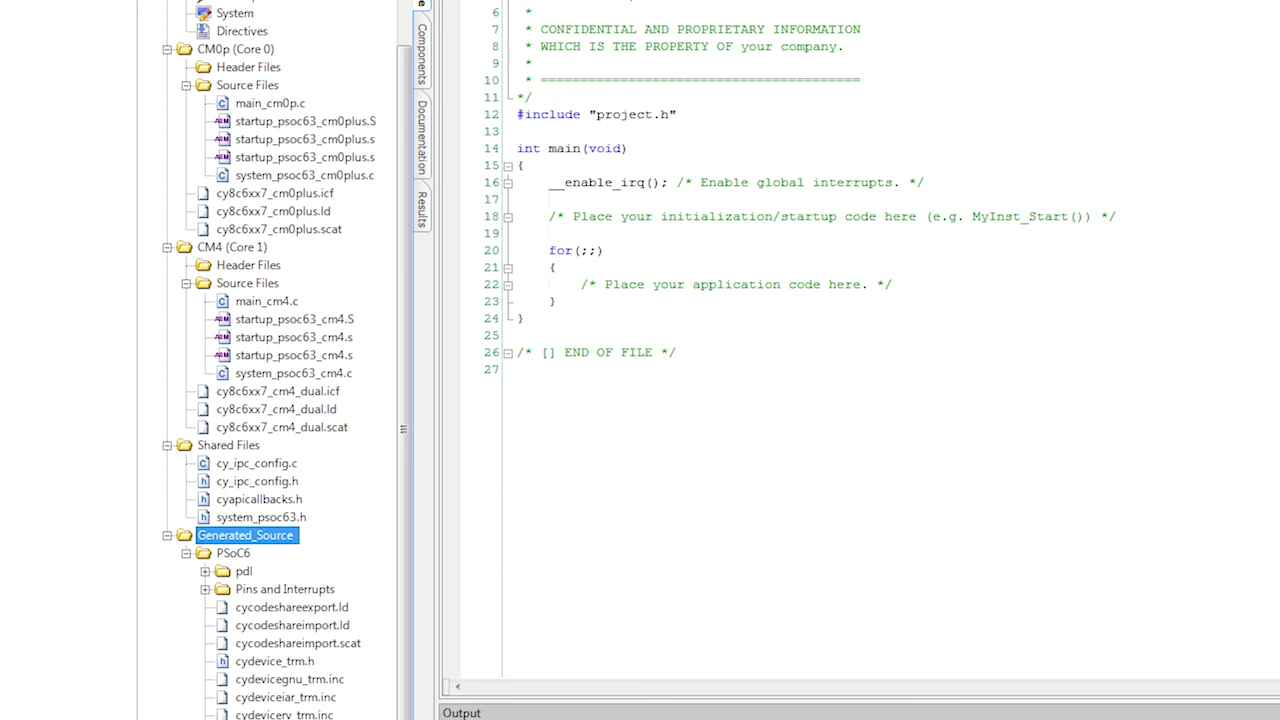 System
Directives
CM0p (Core 0)
Header Files
Source Files
main_cm0p.c
startup_psoc63_cm0plus.S
startup_psoc63_cm0plus.s
startup_psoc63_cm0plus.s
system_psoc63_cm0plus.c
cy8c6xx7_cm0plus.icf
cy8c6xx7_cm0plus.ld
cy8c6xx7_cm0plus.scat
CM4 (Core 1)
Header Files
Source Files
main_cm4.c
startup_psoc63_cm4.S
startup_psoc63_cm4.s
startup_psoc63_cm4.s
system_psoc63_cm4.c
cy8c6xx7_cm4_dual.icf
cy8c6xx7_cm4_dual.ld
cy8c6xx7_cm4_dual.scat
Shared Files
cy_ipc_config.c
cy_ipc_config.h
cyapicallbacks.h
system_psoc63.h
Generated_Source
PSoC6
pdl
Pins and Interrupts
cycodeshareexport.ld
cycodeshareimport.ld
cycodeshareimport.scat
cydevice_trm.h
cydevicegnu_trm.inc
cydeviceiar_trm.inc
cydevicerv_trm.inc
Components
Documentation
Results
6 *
7 * CONFIDENTIAL AND PROPRIETARY INFORMATION
8 * WHICH IS THE PROPERTY OF your company.
9 *
10 * ========================================
11 */
12 #include "project.h"
13
14 int main(void)
15 {
16 __enable_irq(); /* Enable global interrupts. */
17
18 /* Place your initialization/startup code here (e.g. MyInst_Start()) */
19
20 for(;;)
21 {
22 /* Place your application code here. */
23 }
24 }
25
26 /* [] END OF FILE */
27
Output